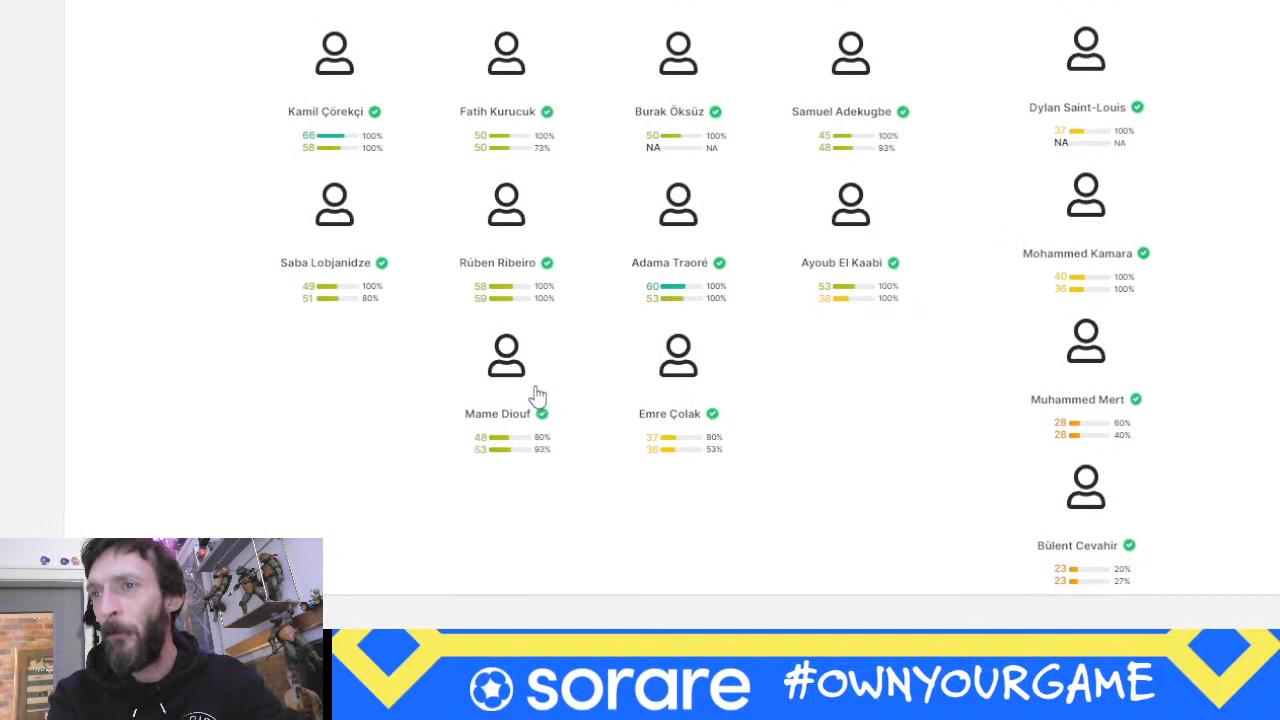 Kamil Çörekçi
66 100%
58 100%
Fatih Kurucuk
50 100%
50 73%
Burak Öksüz
50 100%
NA NA
Samuel Adekugbe
45 100%
48 93%
Dylan Saint-Louis
37 100%
NA NA
Saba Lobjanidze
49 100%
51 80%
Rúben Ribeiro
58 100%
59 100%
Adama Traoré
60 100%
53 100%
Ayoub El Kaabi
53 100%
38 100%
Mohammed Kamara
40 100%
36 100%
Mame Diouf
48 80%
53 93%
Emre Çolak
37 80%
36 53%
Muhammed Mert
28 60%
28 40%
Bülent Cevahir
23 20%
23 27%
sorare #OWNYOURGAME